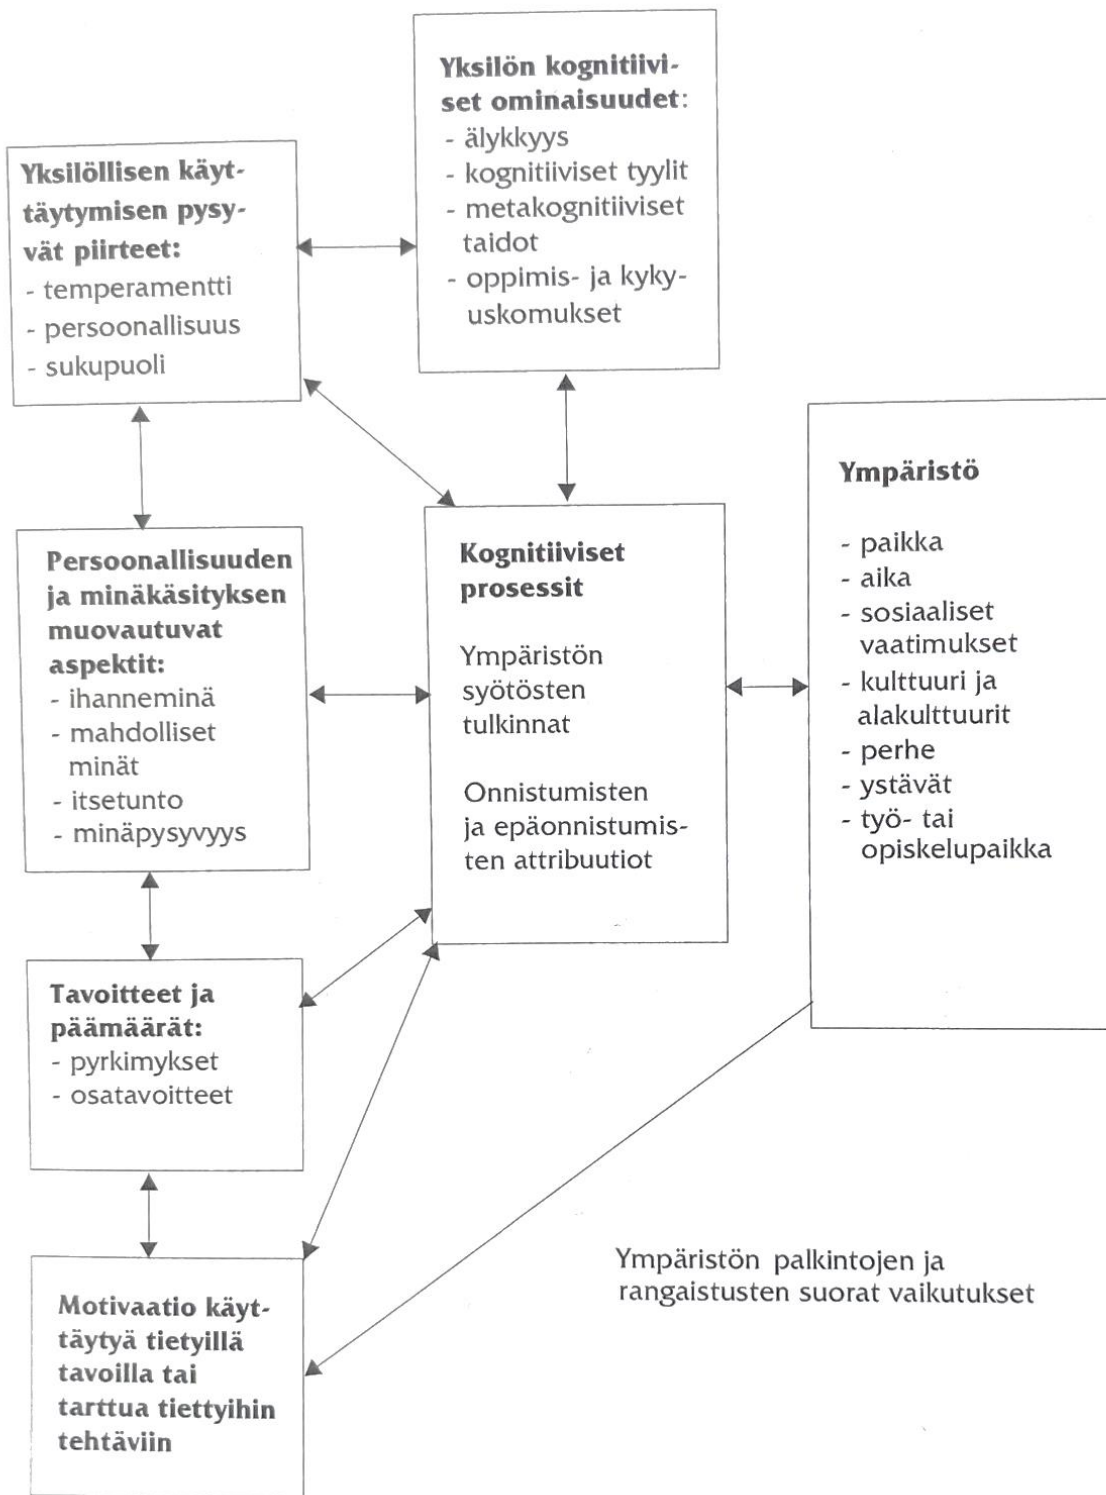 Yksilön kognitiivi-
set ominaisuudet:
- älykkyys
- kognitiiviset tyylit
- metakognitiiviset
taidot
- oppimis- ja kyky-
uskomukset
Yksilöllisen käyt-
täytymisen pysy-
vät piirteet:
- temperamentti
- persoonallisuus
- sukupuoli
Persoonallisuuden
ja minäkäsityksen
muovautuvat
aspektit:
- ihanneminä
- mahdolliset
minät
- itsetunto
- minäpysyvyys
Kognitiiviset
prosessit
Ympäristön
syötösten
tulkinnat
Onnistumisten
ja epäonnistumis-
ten attribuutiot
Ympäristö
- paikka
- aika
- sosiaaliset
vaatimukset
- kulttuuri ja
alakulttuurit
- perhe
- ystävät
- työ- tai
opiskelupaikka
Tavoitteet ja
päämäärät:
- pyrkimykset
- osatavoitteet
Motivaatio käyt-
täytyä tietyillä
tavoilla tai
tarttua tiettyihin
tehtäviin
Ympäristön palkintojen ja
rangaistusten suorat vaikutukset